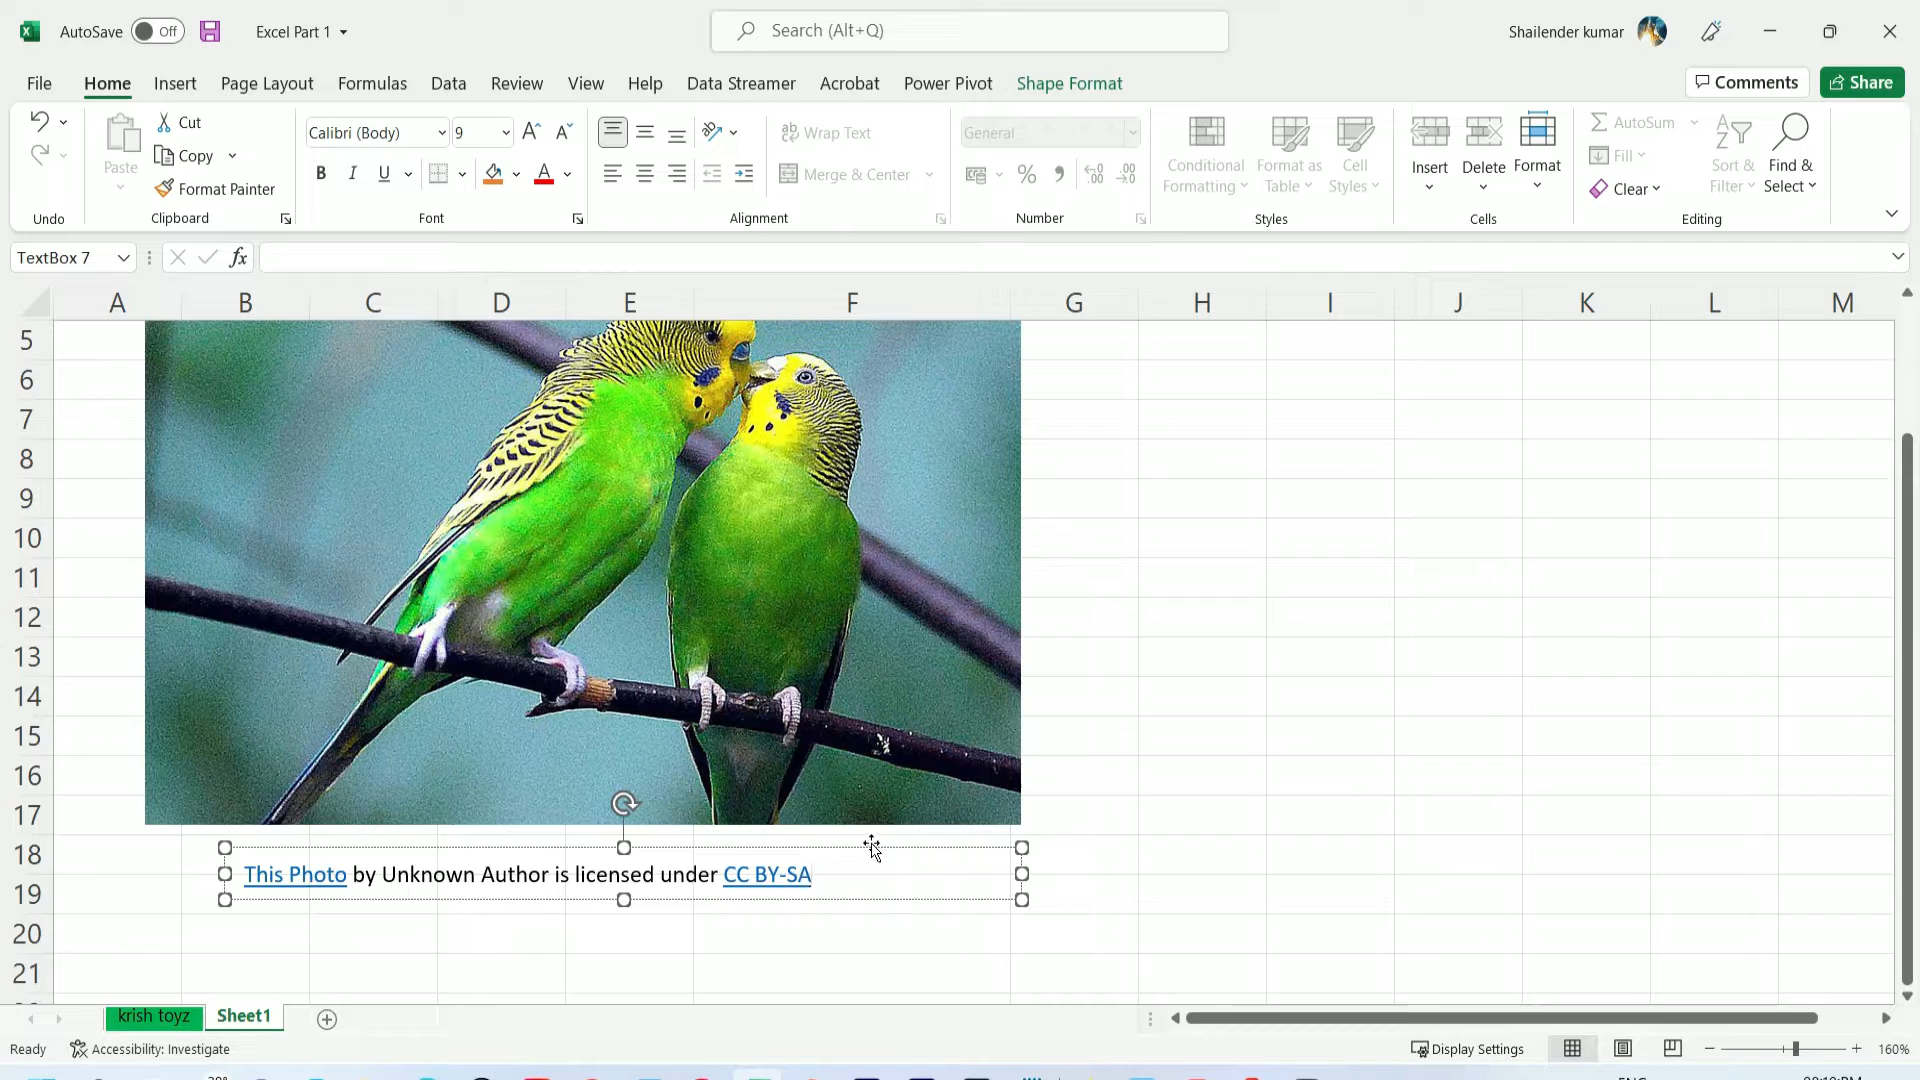 AutoSave Off Excel Part 1 Search (Alt+Q) Shailender kumar
File Home Insert Page Layout Formulas Data Review View Help Data Streamer Acrobat Power Pivot Shape Format Comments Share
Paste
Cut
Copy
Format Painter
Calibri (Body) 9
B I U A
ab Wrap Text
Merge & Center
General
%
Conditional Formatting
Format as Table
Cell Styles
Insert
Delete
Format
AutoSum
Fill
Clear
Sort & Filter
Find & Select
Undo Clipboard Font Alignment Number Styles Cells Editing
TextBox 7 fx
A B C D E F G H I J K L M
5
6
7
8
9
10
11
12
13
14
15
16
17
18
This Photo by Unknown Author is licensed under CC BY-SA
19
20
21
krish toyz Sheet1
Ready Accessibility: Investigate Display Settings 160%